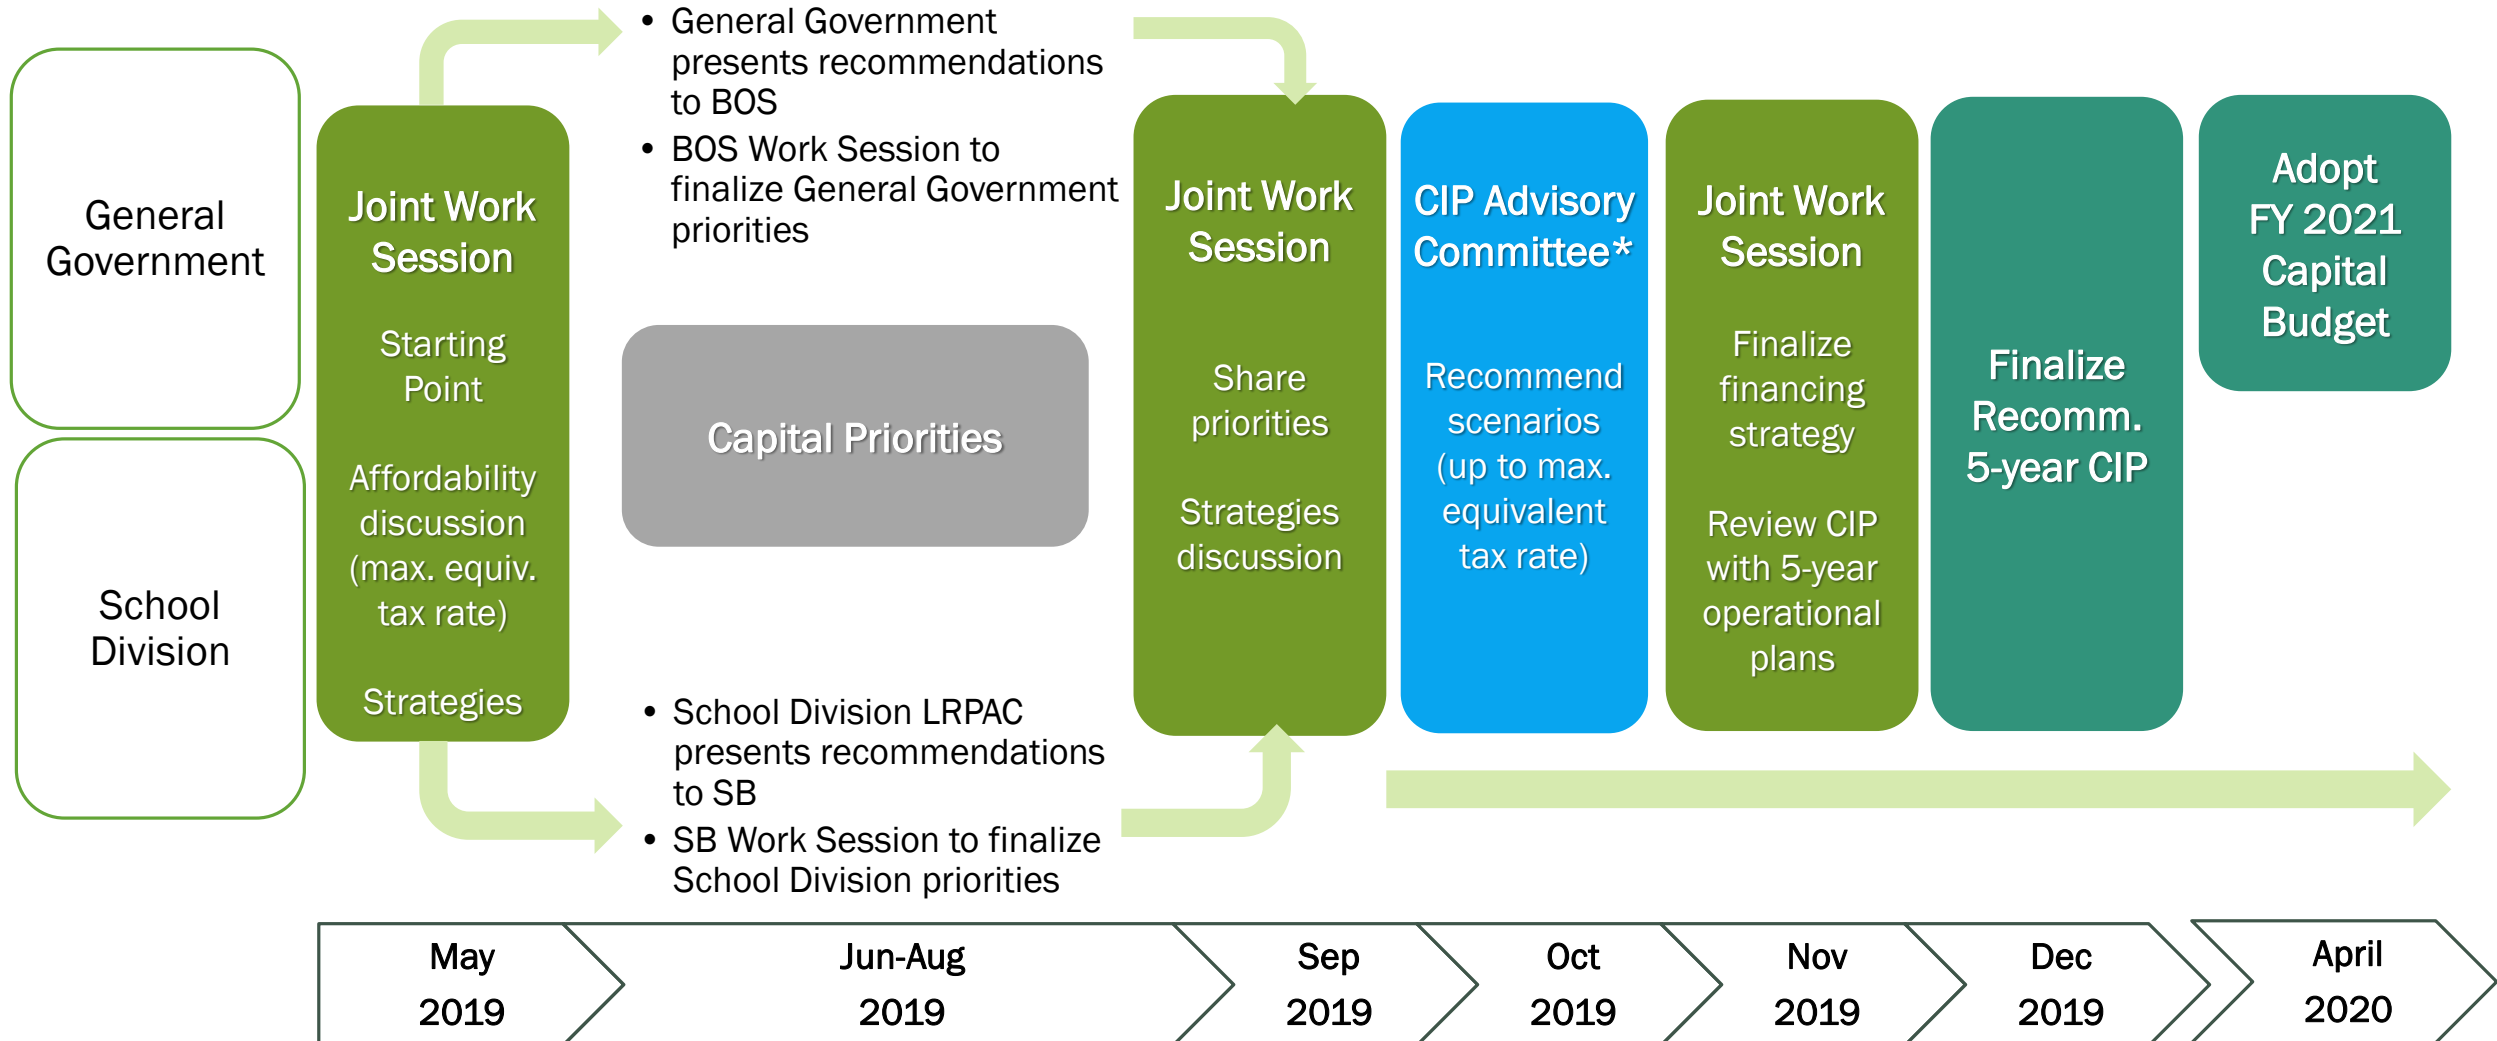 General
Government
School
Division
Joint Work
Session
Starting
Point
Affordability
discussion
(max. equiv.
tax rate)
Strategies
• General Government
presents recommendations
to BOS
• BOS Work Session to
finalize General Government
priorities
Capital Priorities
• School Division LRPAC
presents recommendations
to SB
• SB Work Session to finalize
School Division priorities
Joint Work
Session
Share
priorities
Strategies
discussion
CIP Advisory
Committee*
Recommend
scenarios
(up to max.
equivalent
tax rate)
Joint Work
Session
Finalize
financing
strategy
Review CIP
with 5-year
operational
plans
Finalize
Recomm.
5-year CIP
Adopt
FY 2021
Capital
Budget
May
2019
Jun-Aug
2019
Sep
2019
Oct
2019
Nov
2019
Dec
2019
April
2020